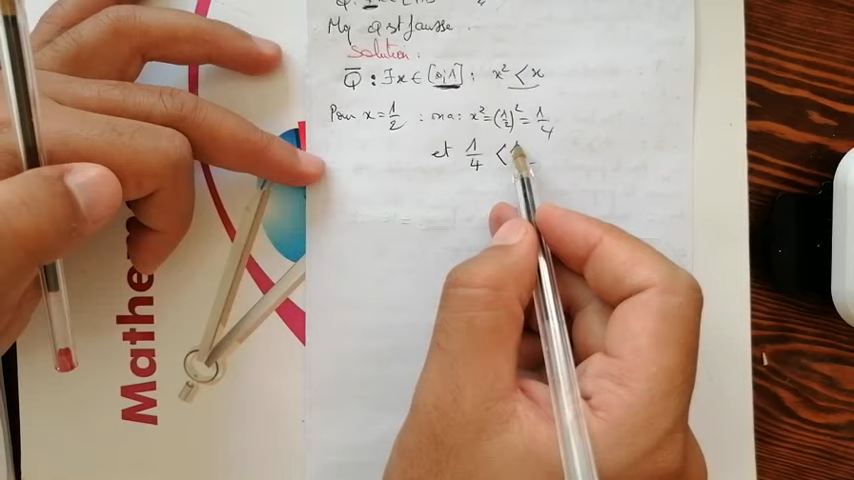 Mq Q est fausse.
Solution:
Q̅ : ∃x ∈ [0;1] ; x² < x
Pour x = 1/2 : on a : x² = (1/2)² = 1/4
et 1/4 <
Mathé